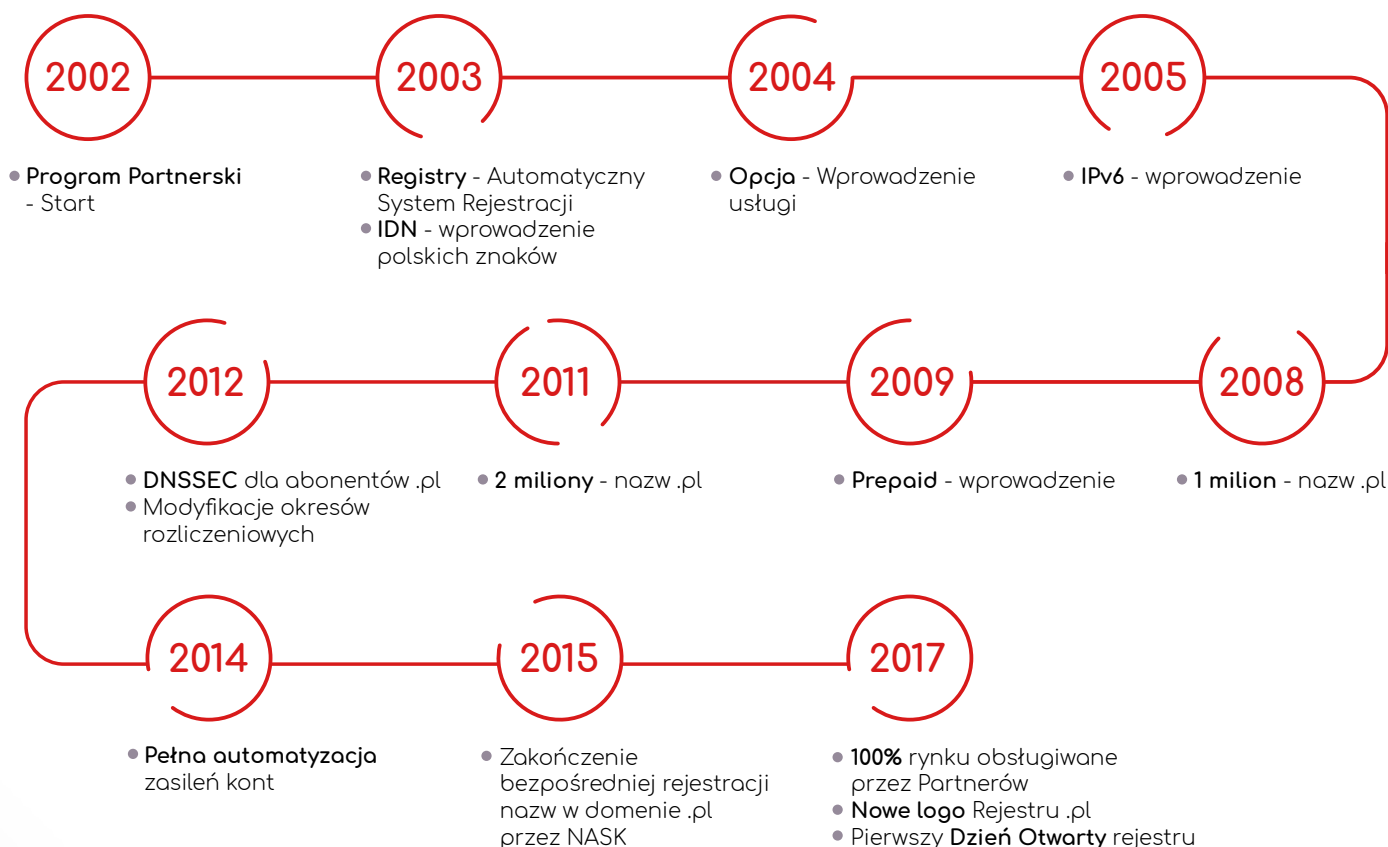 2002
Program Partnerski
- Start
2003
Registry - Automatyczny
System Rejestracji
IDN - wprowadzenie
polskich znaków
2004
Opcja - Wprowadzenie
usługi
2005
IPv6 - wprowadzenie
2008
1 milion - nazw .pl
2009
Prepaid - wprowadzenie
2011
2 miliony - nazw .pl
2012
DNSSEC dla abonentów .pl
Modyfikacje okresów
rozliczeniowych
2014
Pełna automatyzacja
zasileń kont
2015
Zakończenie
bezpośredniej rejestracji
nazw w domenie .pl
przez NASK
2017
100% rynku obsługiwane
przez Partnerów
Nowe logo Rejestru .pl
Pierwszy Dzień Otwarty rejestru